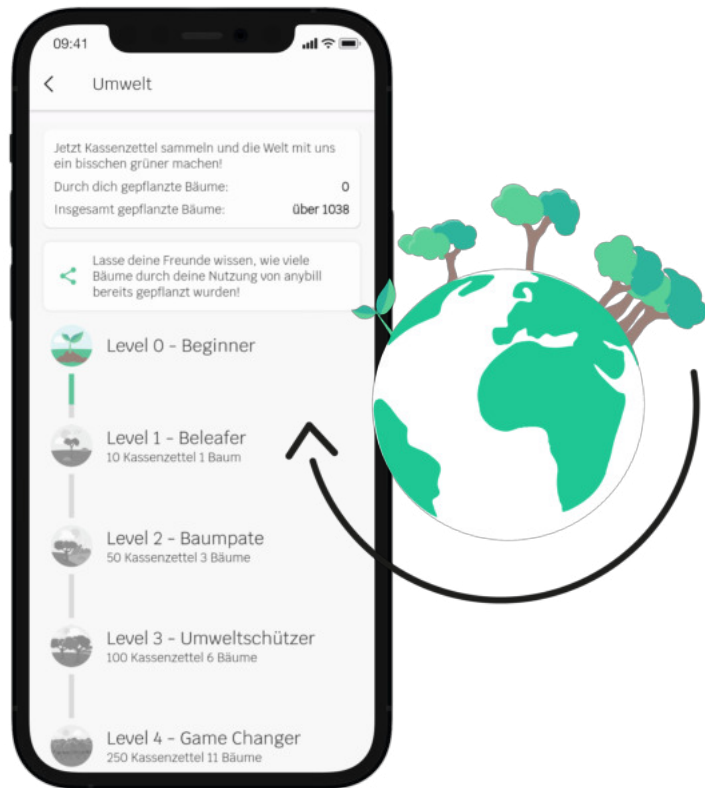 09:41
Umwelt
Jetzt Kassenzettel sammeln und die Welt mit uns
ein bisschen grüner machen!
Durch dich gepflanzte Bäume: 0
Insgesamt gepflanzte Bäume: über 1038
Lasse deine Freunde wissen, wie viele
Bäume durch deine Nutzung von anybill
bereits gepflanzt wurden!
Level 0 - Beginner
Level 1 - Beleafer
10 Kassenzettel 1 Baum
Level 2 - Baumpate
50 Kassenzettel 3 Bäume
Level 3 - Umweltschützer
100 Kassenzettel 6 Bäume
Level 4 - Game Changer
250 Kassenzettel 11 Bäume